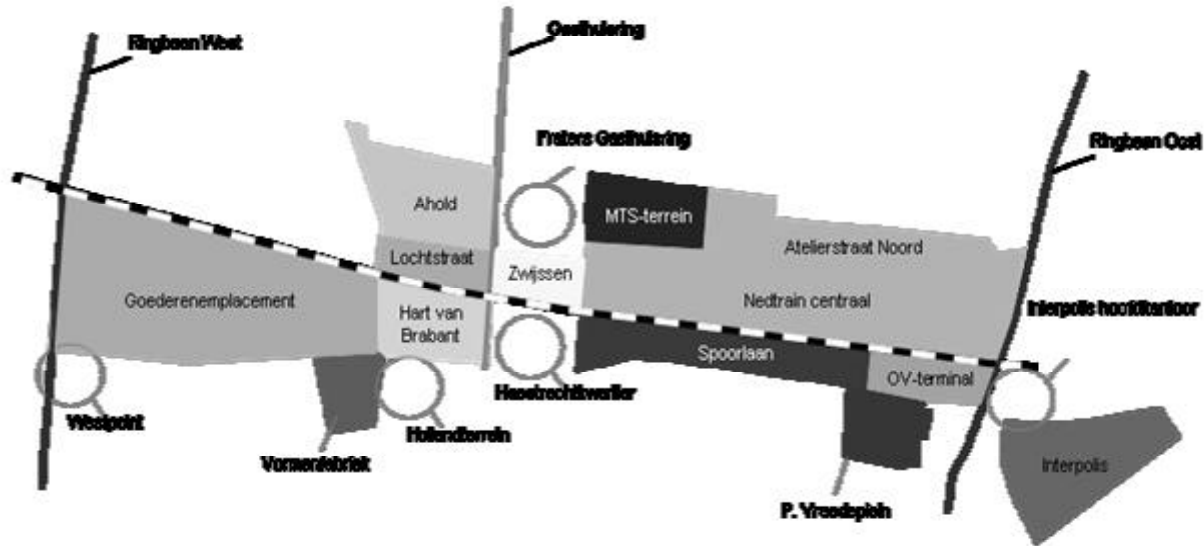 Ringbaan West
Gasthuisring
Fraters Gasthuisring
Ringbaan Oost
Ahold
MTS-terrein
Atelierstraat Noord
Lochtstraat
Zwijssen
Goederenemplacement
Nedtrain centraal
Interpolis hoofdkantoor
Hart van
Brabant
Spoorlaan
OV-terminal
Westpoint
Hollandterrein
Vormenfabriek
Interpolis
P. Vreedeplein